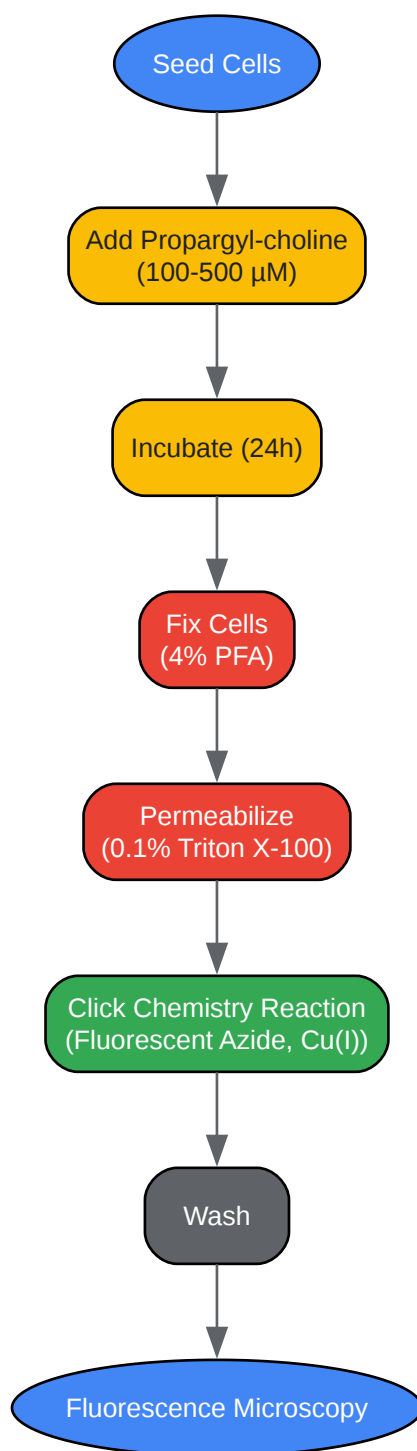 Seed Cells
Add Propargyl-choline
(100-500 µM)
Incubate (24h)
Fix Cells
(4% PFA)
Permeabilize
(0.1% Triton X-100)
Click Chemistry Reaction
(Fluorescent Azide, Cu(I))
Wash
Fluorescence Microscopy